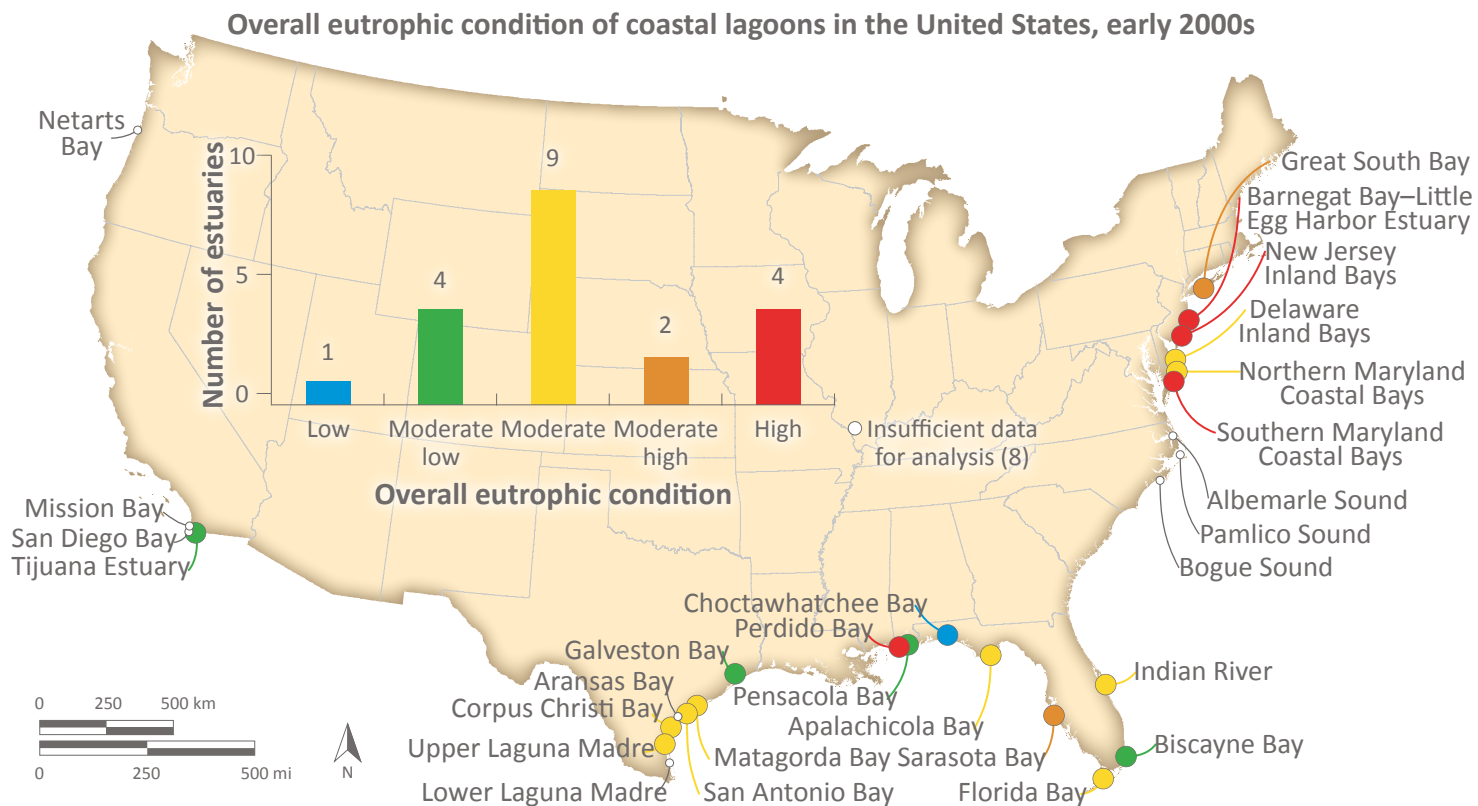 Overall eutrophic condition of coastal lagoons in the United States, early 2000s
Netarts
Bay
Number of estuaries
10
5
0
1
4
9
2
4
Low
Moderate
low
Moderate
Moderate
high
High
Overall eutrophic condition
Insufficient data
for analysis (8)
Great South Bay
Barnegat Bay–Little
Egg Harbor Estuary
New Jersey
Inland Bays
Delaware
Inland Bays
Northern Maryland
Coastal Bays
Southern Maryland
Coastal Bays
Albemarle Sound
Pamlico Sound
Bogue Sound
Mission Bay
San Diego Bay
Tijuana Estuary
Choctawhatchee Bay
Perdido Bay
Galveston Bay
Aransas Bay
Corpus Christi Bay
Upper Laguna Madre
Lower Laguna Madre
Pensacola Bay
Apalachicola Bay
Matagorda Bay
San Antonio Bay
Sarasota Bay
Florida Bay
Indian River
Biscayne Bay
0 250 500 km
0 250 500 mi
N